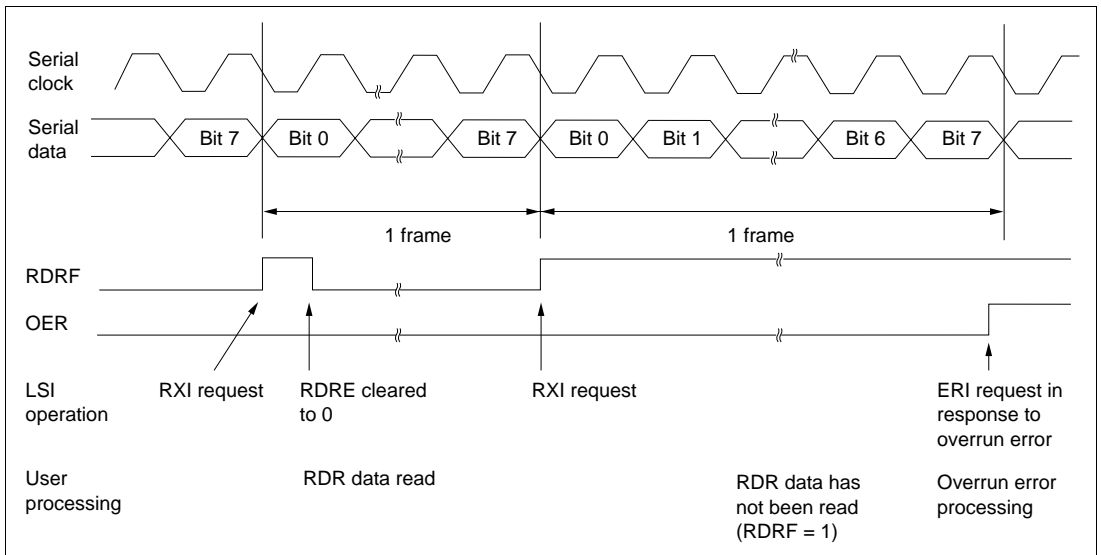 Serial
clock
Serial
data
Bit 7
Bit 0
Bit 7
Bit 0
Bit 1
Bit 6
Bit 7
1 frame
1 frame
RDRF
OER
LSI
operation
RXI request
RDRE cleared
to 0
RXI request
ERI request in
response to
overrun error
User
processing
RDR data read
RDR data has
not been read
(RDRF = 1)
Overrun error
processing